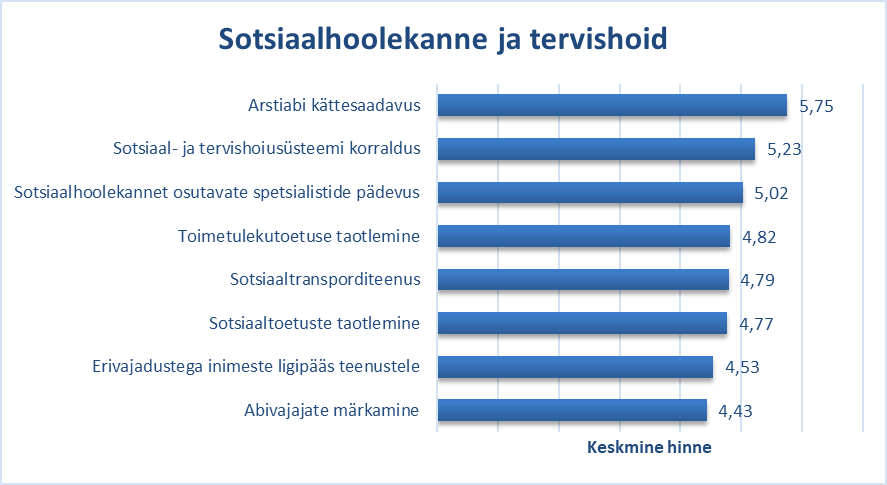 Sotsiaalhoolekanne ja tervishoid
Arstiabi kättesaadavus 5,75
Sotsiaal- ja tervishoiusüsteemi korraldus 5,23
Sotsiaalhoolekannet osutavate spetsialistide pädevus 5,02
Toimetulekutoetuse taotlemine 4,82
Sotsiaaltransporditeenus 4,79
Sotsiaaltoetuste taotlemine 4,77
Erivajadustega inimeste ligipääs teenustele 4,53
Abivajajate märkamine 4,43
Keskmine hinne